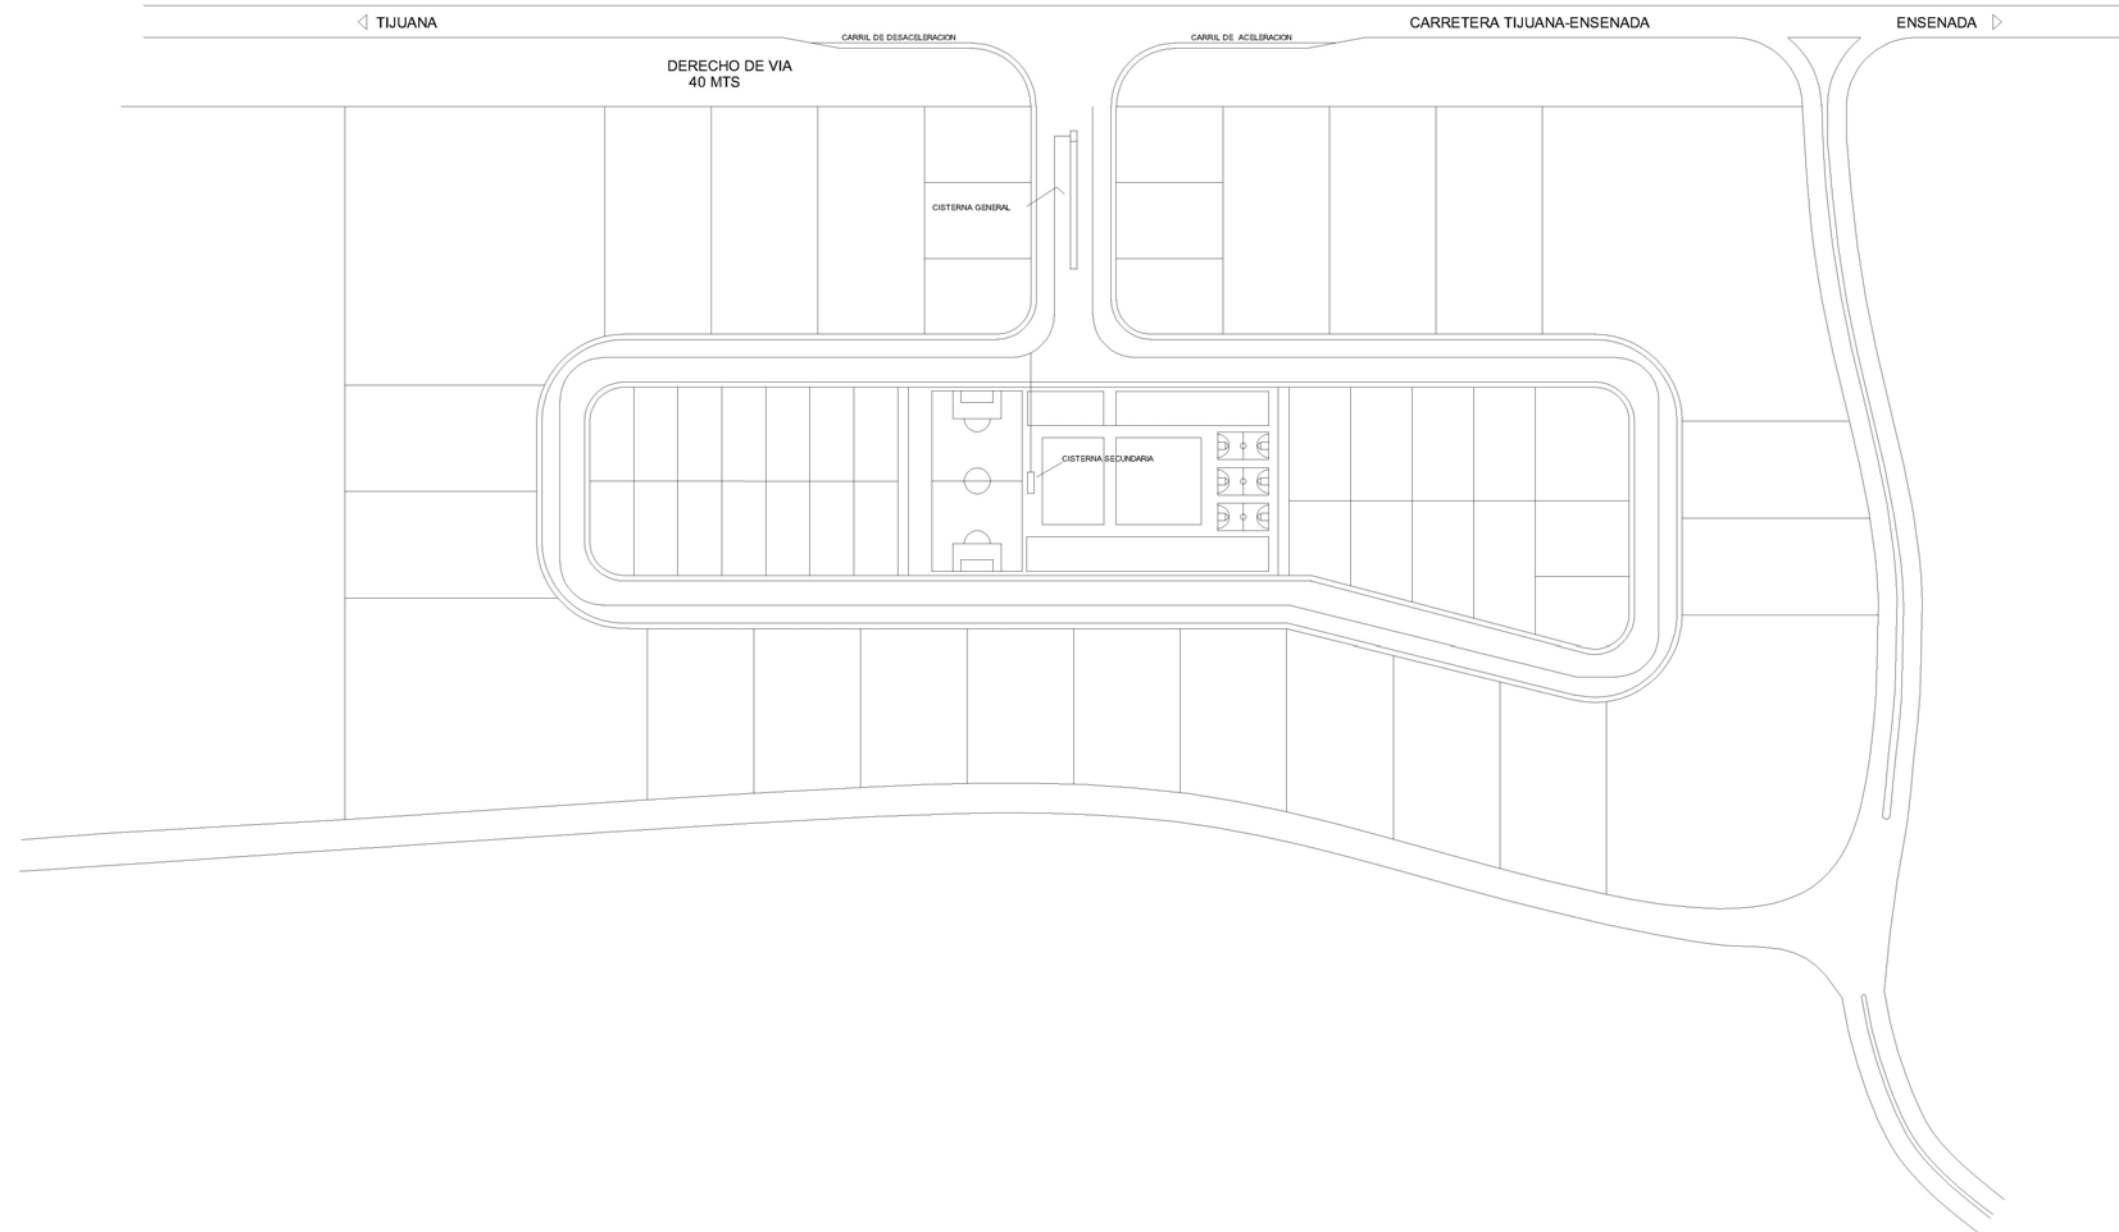 TIJUANA
CARRETERA TIJUANA-ENSENADA
ENSENADA
CARRIL DE DESACELERACION
CARRIL DE ACELERACION
DERECHO DE VIA
40 MTS
CISTERNA GENERAL
CISTERNA SECUNDARIA